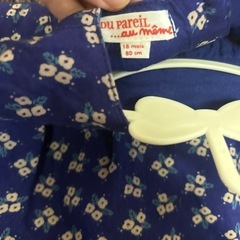 DU PAREIL
...au même
18 mois
80 cm